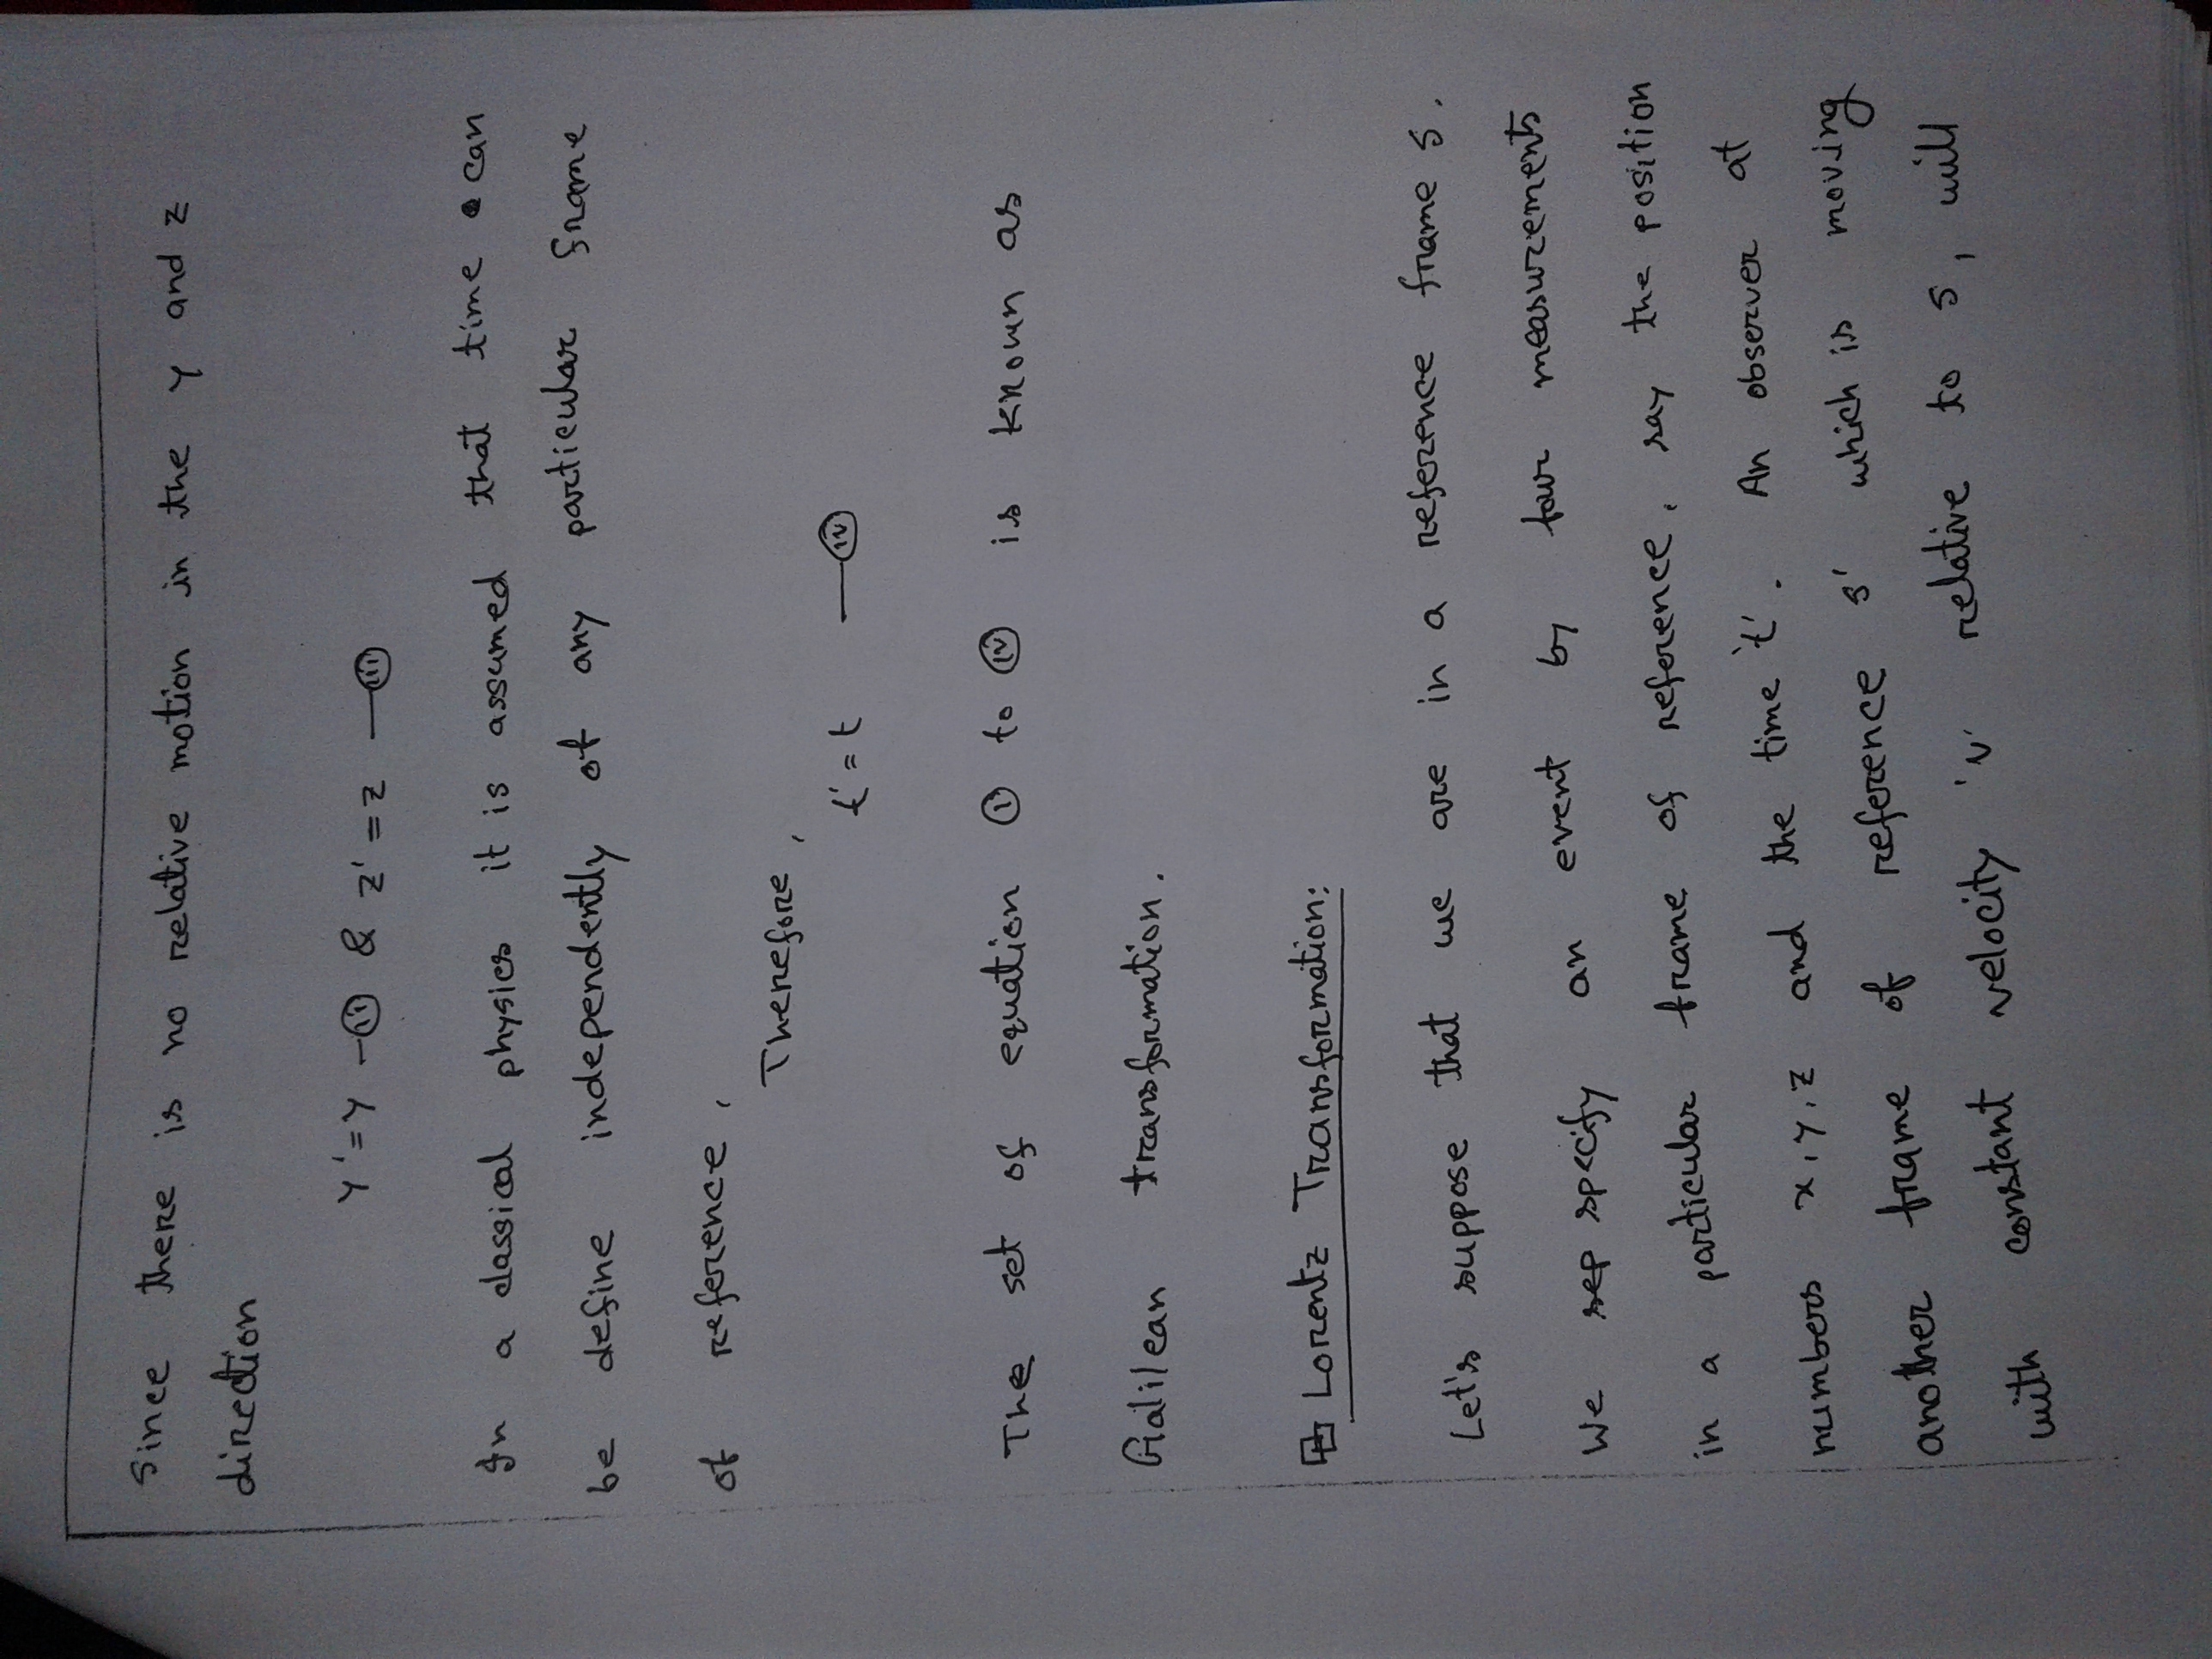 Since there is no relative motion in the y and z
direction
y'=y —(ii) & z'=z —(iii)
In a classical physics it is assumed that time can
be define independently of any particular frame
of reference,
Therefore,
t'=t —(iv)
The set of equation (i) to (iv) is known as
Galilean transformation.
Lorentz Transformation:
Let's suppose that we are in a reference frame s.
We sep specify an event by four measurements
in a particular frame of reference, say the position
numbers x,y,z and the time 't'. An observer at
another frame of reference s' which is moving
with constant velocity 'v' relative to s, will